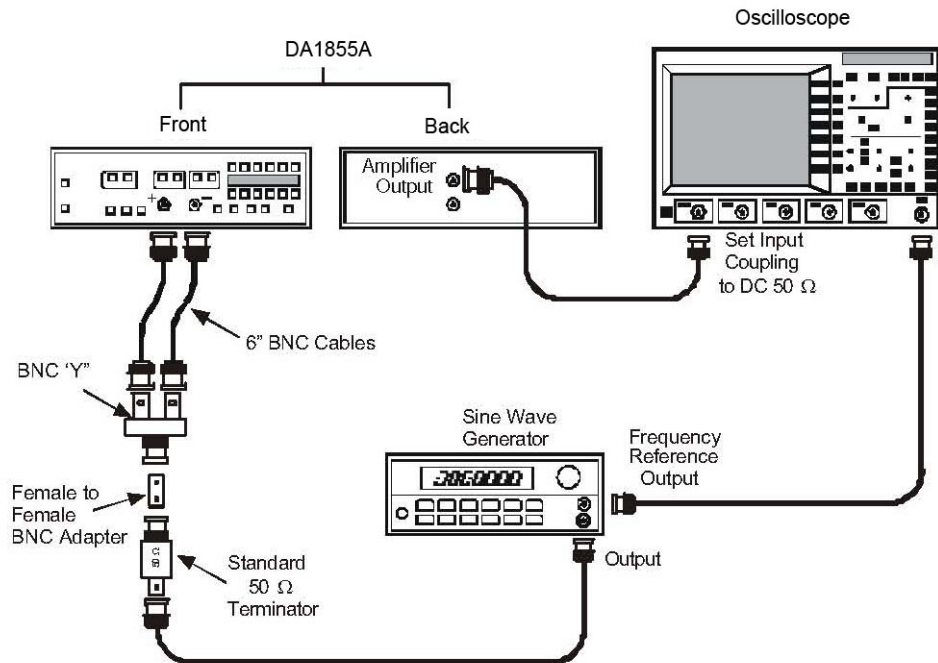 Oscilloscope
DA1855A
Front
Back
Amplifier
Output
+
−
Set Input
Coupling
to DC 50 Ω
6" BNC Cables
BNC 'Y"
Sine Wave
Generator
Frequency
Reference
Output
Female to
Female
BNC Adapter
Standard
50 Ω
Terminator
Output